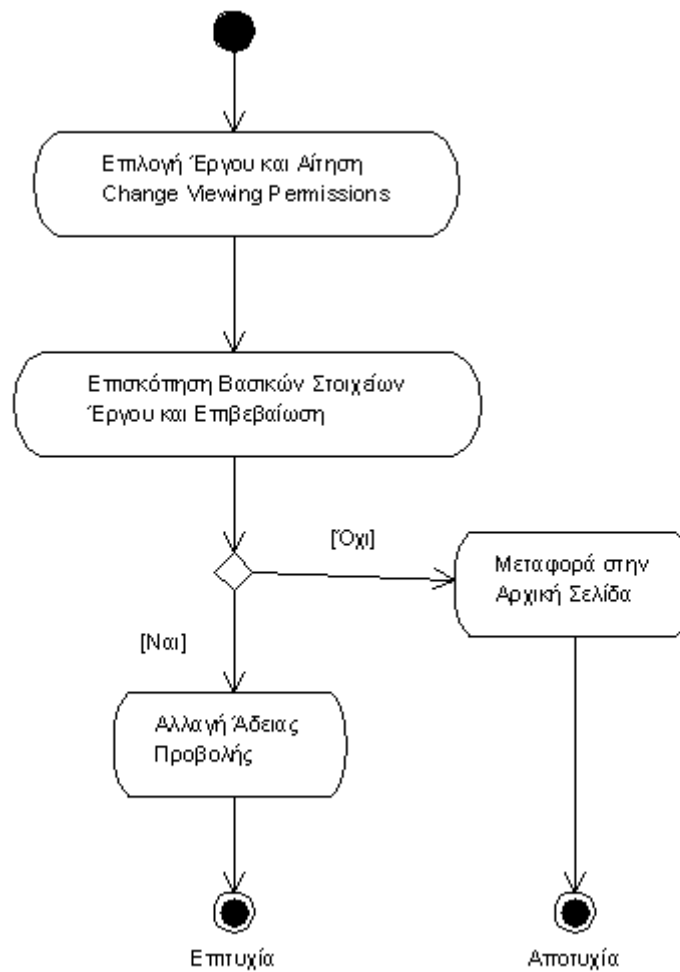 Επιλογή Έργου και Αίτηση
Change Viewing Permissions
Επισκόπηση Βασικών Στοιχείων
Έργου και Επιβεβαίωση
[Όχι]
Μεταφορά στην
Αρχική Σελίδα
[Ναι]
Αλλαγή Άδειας
Προβολής
Επιτυχία
Αποτυχία